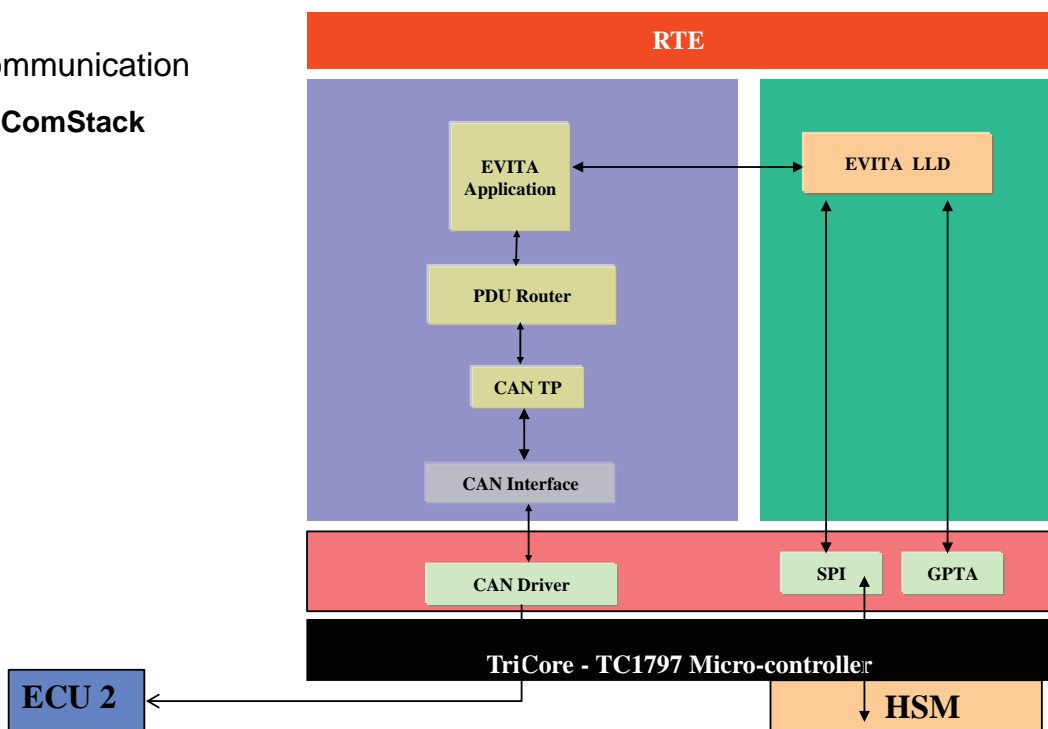 RTE
ommunication
ComStack
EVITA
Application
EVITA LLD
PDU Router
CAN TP
CAN Interface
CAN Driver
SPI
GPTA
TriCore - TC1797 Micro-controller
ECU 2
HSM